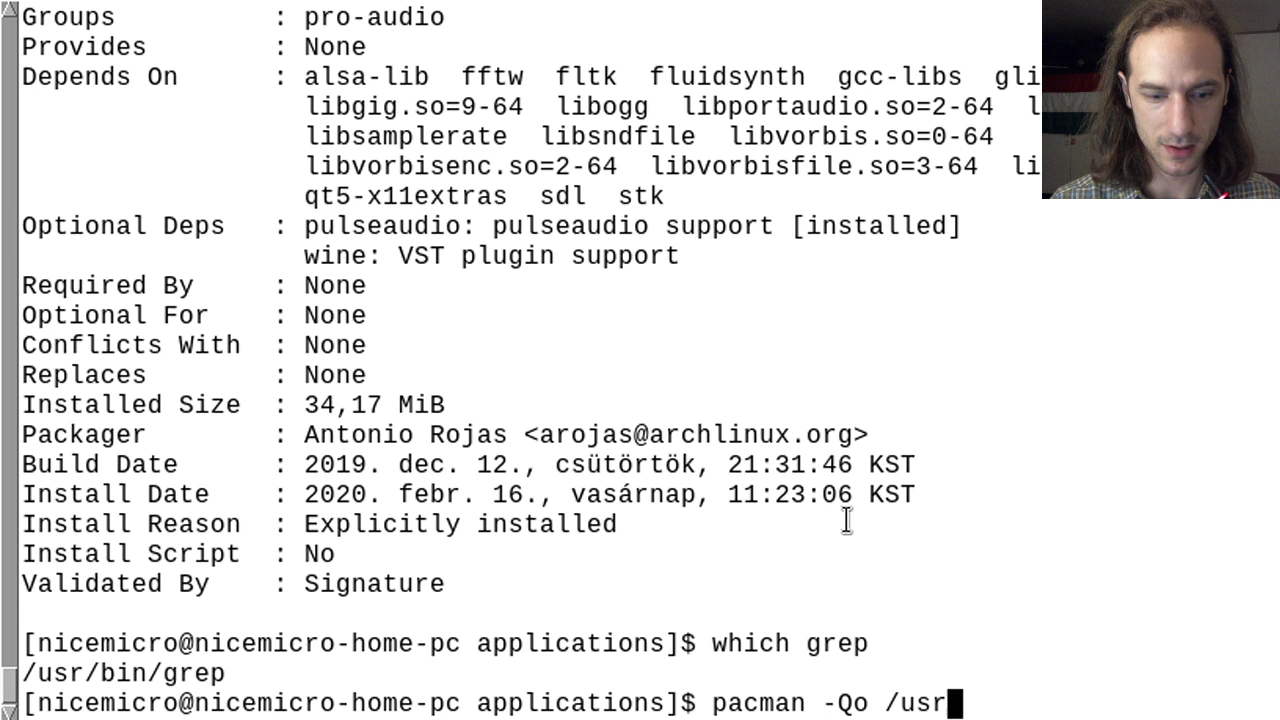 Groups : pro-audio
Provides : None
Depends On : alsa-lib fftw fltk fluidsynth gcc-libs gli
libgig.so=9-64 libogg libportaudio.so=2-64 l
libsamplerate libsndfile libvorbis.so=0-64
libvorbisenc.so=2-64 libvorbisfile.so=3-64 li
qt5-x11extras sdl stk
Optional Deps : pulseaudio: pulseaudio support [installed]
wine: VST plugin support
Required By : None
Optional For : None
Conflicts With : None
Replaces : None
Installed Size : 34,17 MiB
Packager : Antonio Rojas <arojas@archlinux.org>
Build Date : 2019. dec. 12., csütörtök, 21:31:46 KST
Install Date : 2020. febr. 16., vasárnap, 11:23:06 KST
Install Reason : Explicitly installed
Install Script : No
Validated By : Signature
[nicemicro@nicemicro-home-pc applications]$ which grep
/usr/bin/grep
[nicemicro@nicemicro-home-pc applications]$ pacman -Qo /usr